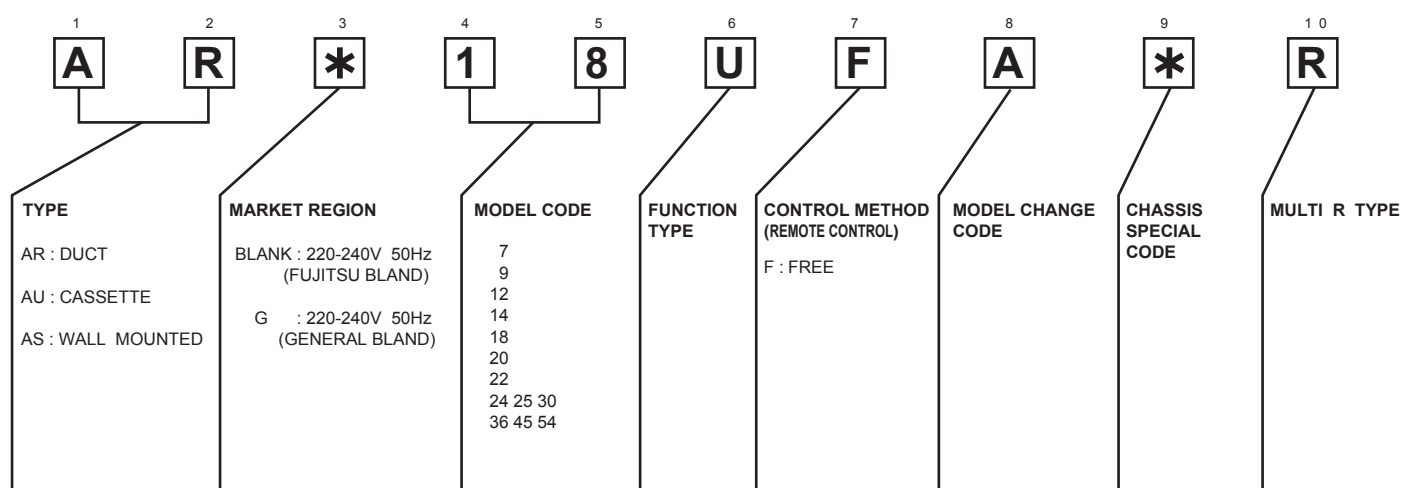 1 2 3 4 5 6 7 8 9 1 0
A R * 1 8 U F A * R
TYPE
AR : DUCT
AU : CASSETTE
AS : WALL MOUNTED
MARKET REGION
BLANK : 220-240V 50Hz
(FUJITSU BLAND)
G : 220-240V 50Hz
(GENERAL BLAND)
MODEL CODE
7
9
12
14
18
20
22
24 25 30
36 45 54
FUNCTION
TYPE
CONTROL METHOD
(REMOTE CONTROL)
F : FREE
MODEL CHANGE
CODE
CHASSIS
SPECIAL
CODE
MULTI R TYPE